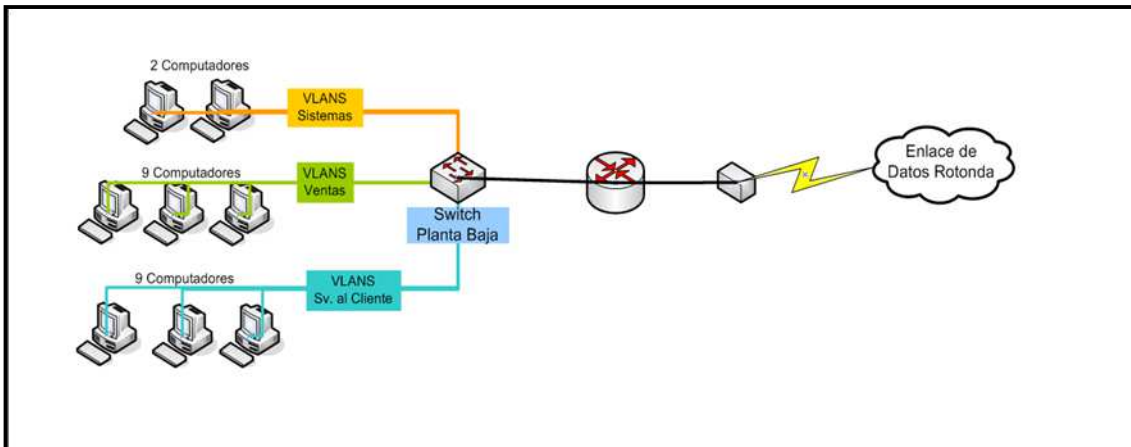 2 Computadores
VLANS
Sistemas
9 Computadores
VLANS
Ventas
Switch
Planta Baja
9 Computadores
VLANS
Sv. al Cliente
Enlace de
Datos Rotonda